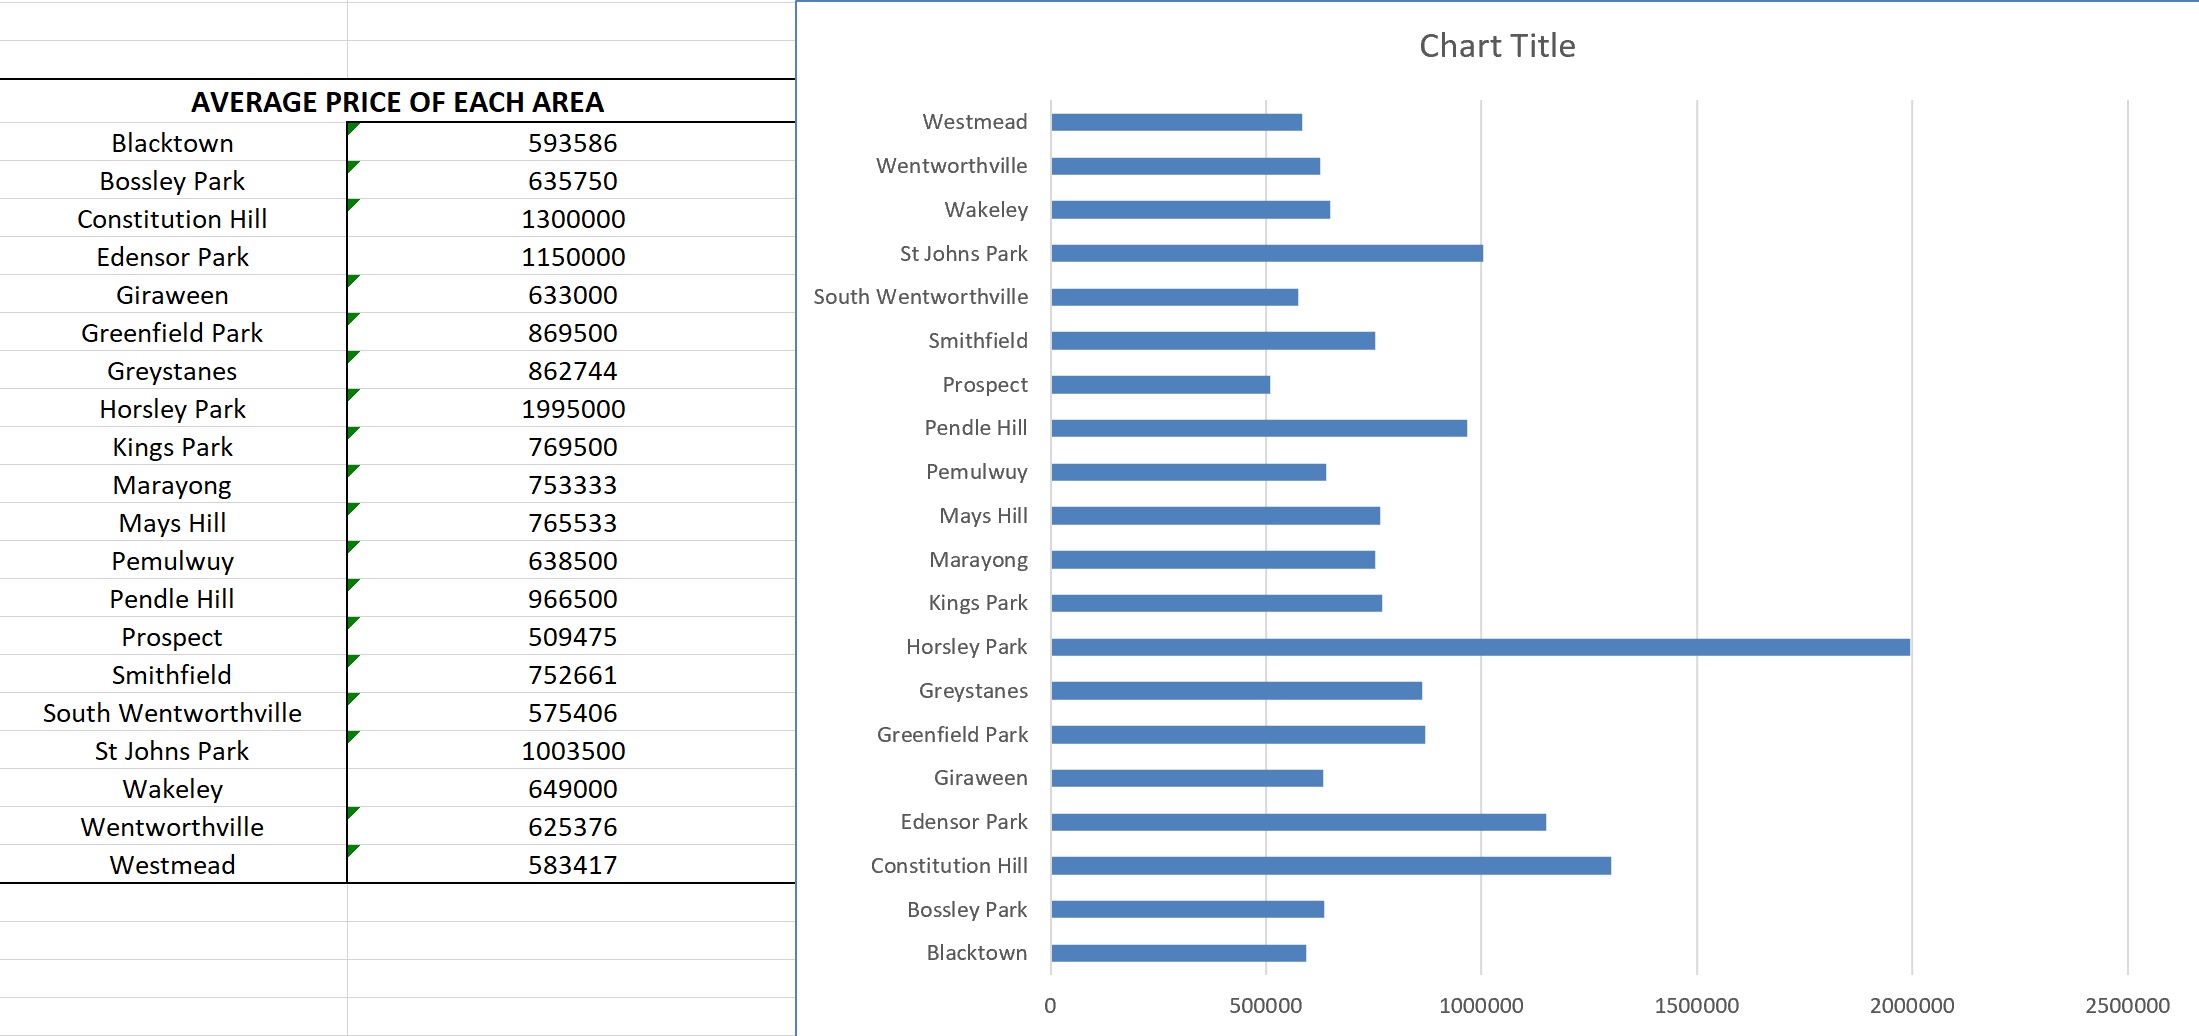 AVERAGE PRICE OF EACH AREA
Blacktown 593586
Bossley Park 635750
Constitution Hill 1300000
Edensor Park 1150000
Giraween 633000
Greenfield Park 869500
Greystanes 862744
Horsley Park 1995000
Kings Park 769500
Marayong 753333
Mays Hill 765533
Pemulwuy 638500
Pendle Hill 966500
Prospect 509475
Smithfield 752661
South Wentworthville 575406
St Johns Park 1003500
Wakeley 649000
Wentworthville 625376
Westmead 583417
Chart Title
Westmead
Wentworthville
Wakeley
St Johns Park
South Wentworthville
Smithfield
Prospect
Pendle Hill
Pemulwuy
Mays Hill
Marayong
Kings Park
Horsley Park
Greystanes
Greenfield Park
Giraween
Edensor Park
Constitution Hill
Bossley Park
Blacktown
0 500000 1000000 1500000 2000000 2500000